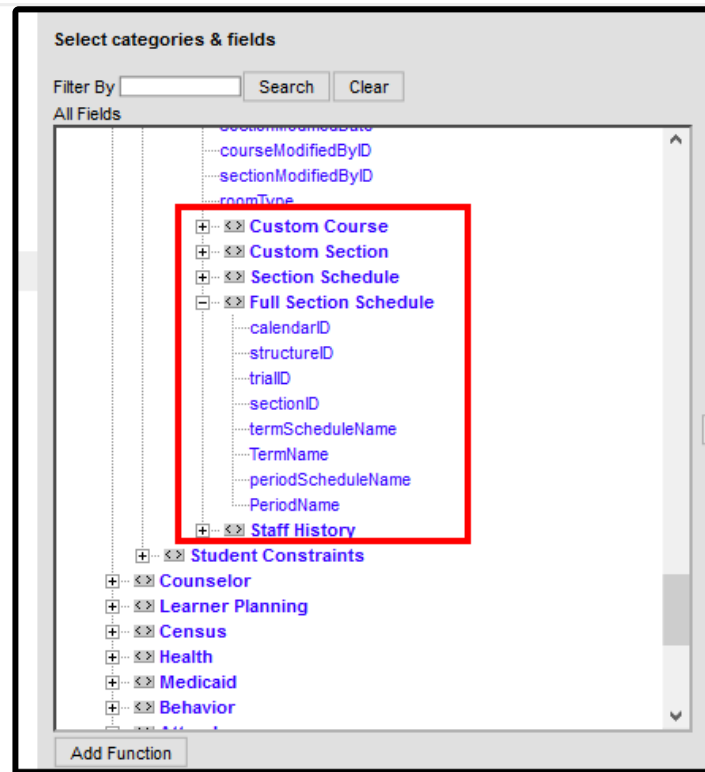 Select categories & fields
Filter By Search Clear
All Fields
sectionModifiedDate
courseModifiedByID
sectionModifiedByID
roomType
Custom Course
Custom Section
Section Schedule
Full Section Schedule
calendarID
structureID
trialID
sectionID
termScheduleName
TermName
periodScheduleName
PeriodName
Staff History
Student Constraints
Counselor
Learner Planning
Census
Health
Medicaid
Behavior
Add Function